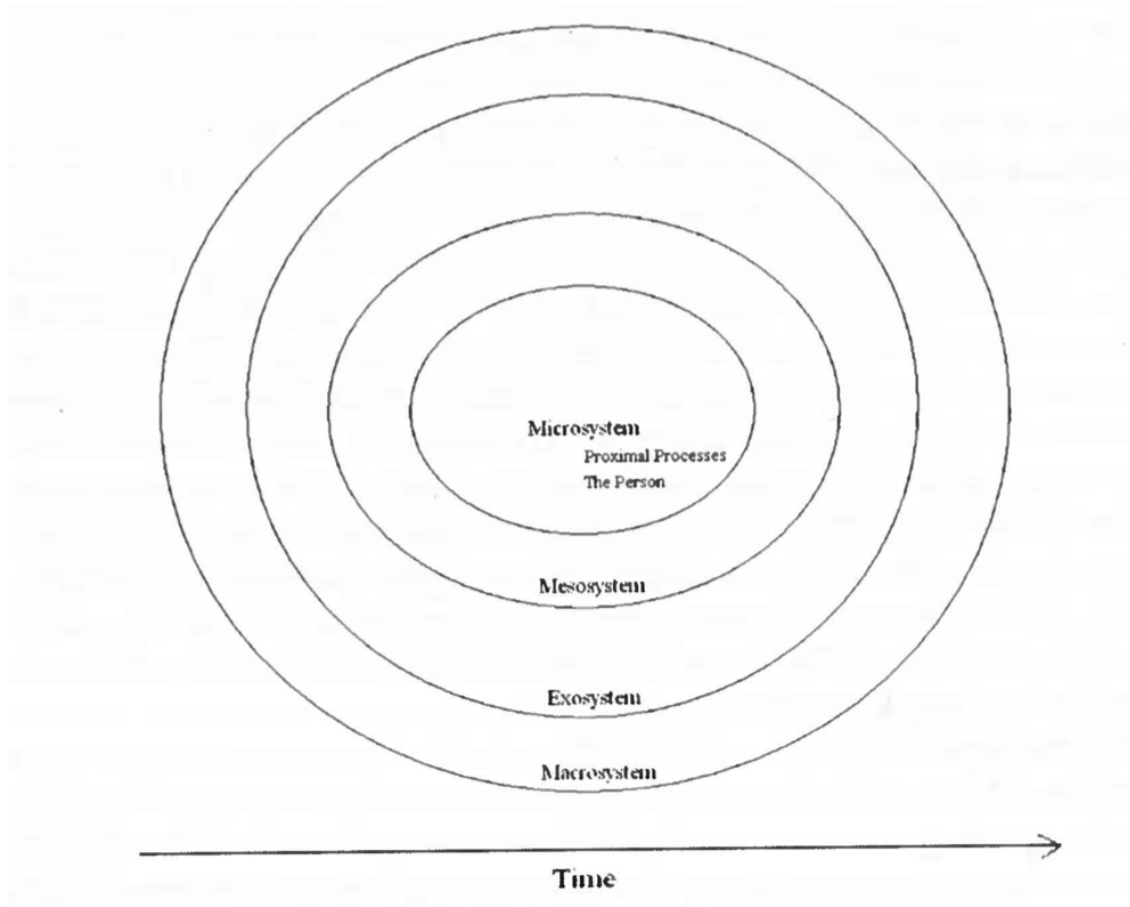 Microsystem
Proximal Processes
The Person
Mesosystem
Exosystem
Macrosystem
Time